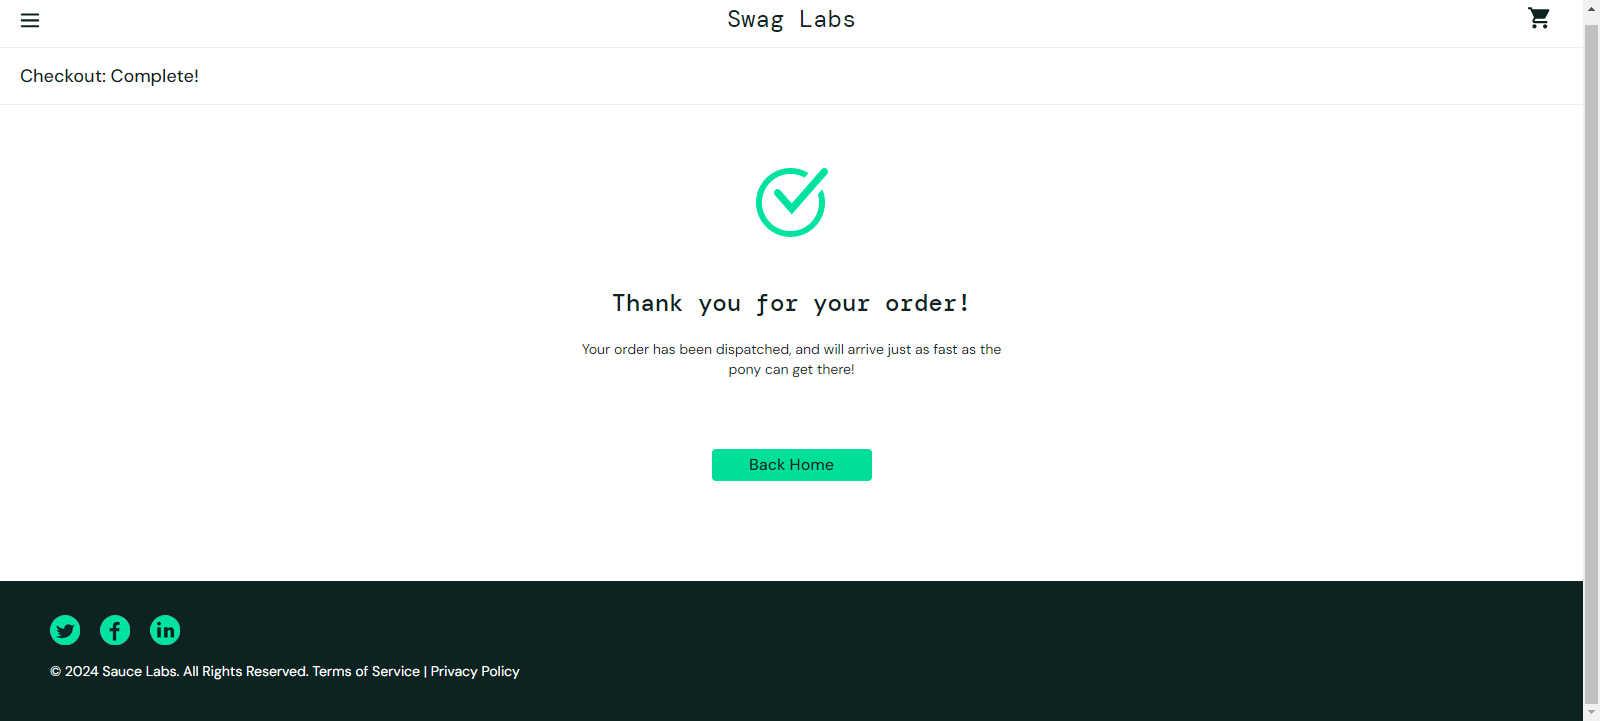 Swag Labs
Checkout: Complete!
Thank you for your order!
Your order has been dispatched, and will arrive just as fast as the
pony can get there!
Back Home
© 2024 Sauce Labs. All Rights Reserved. Terms of Service | Privacy Policy